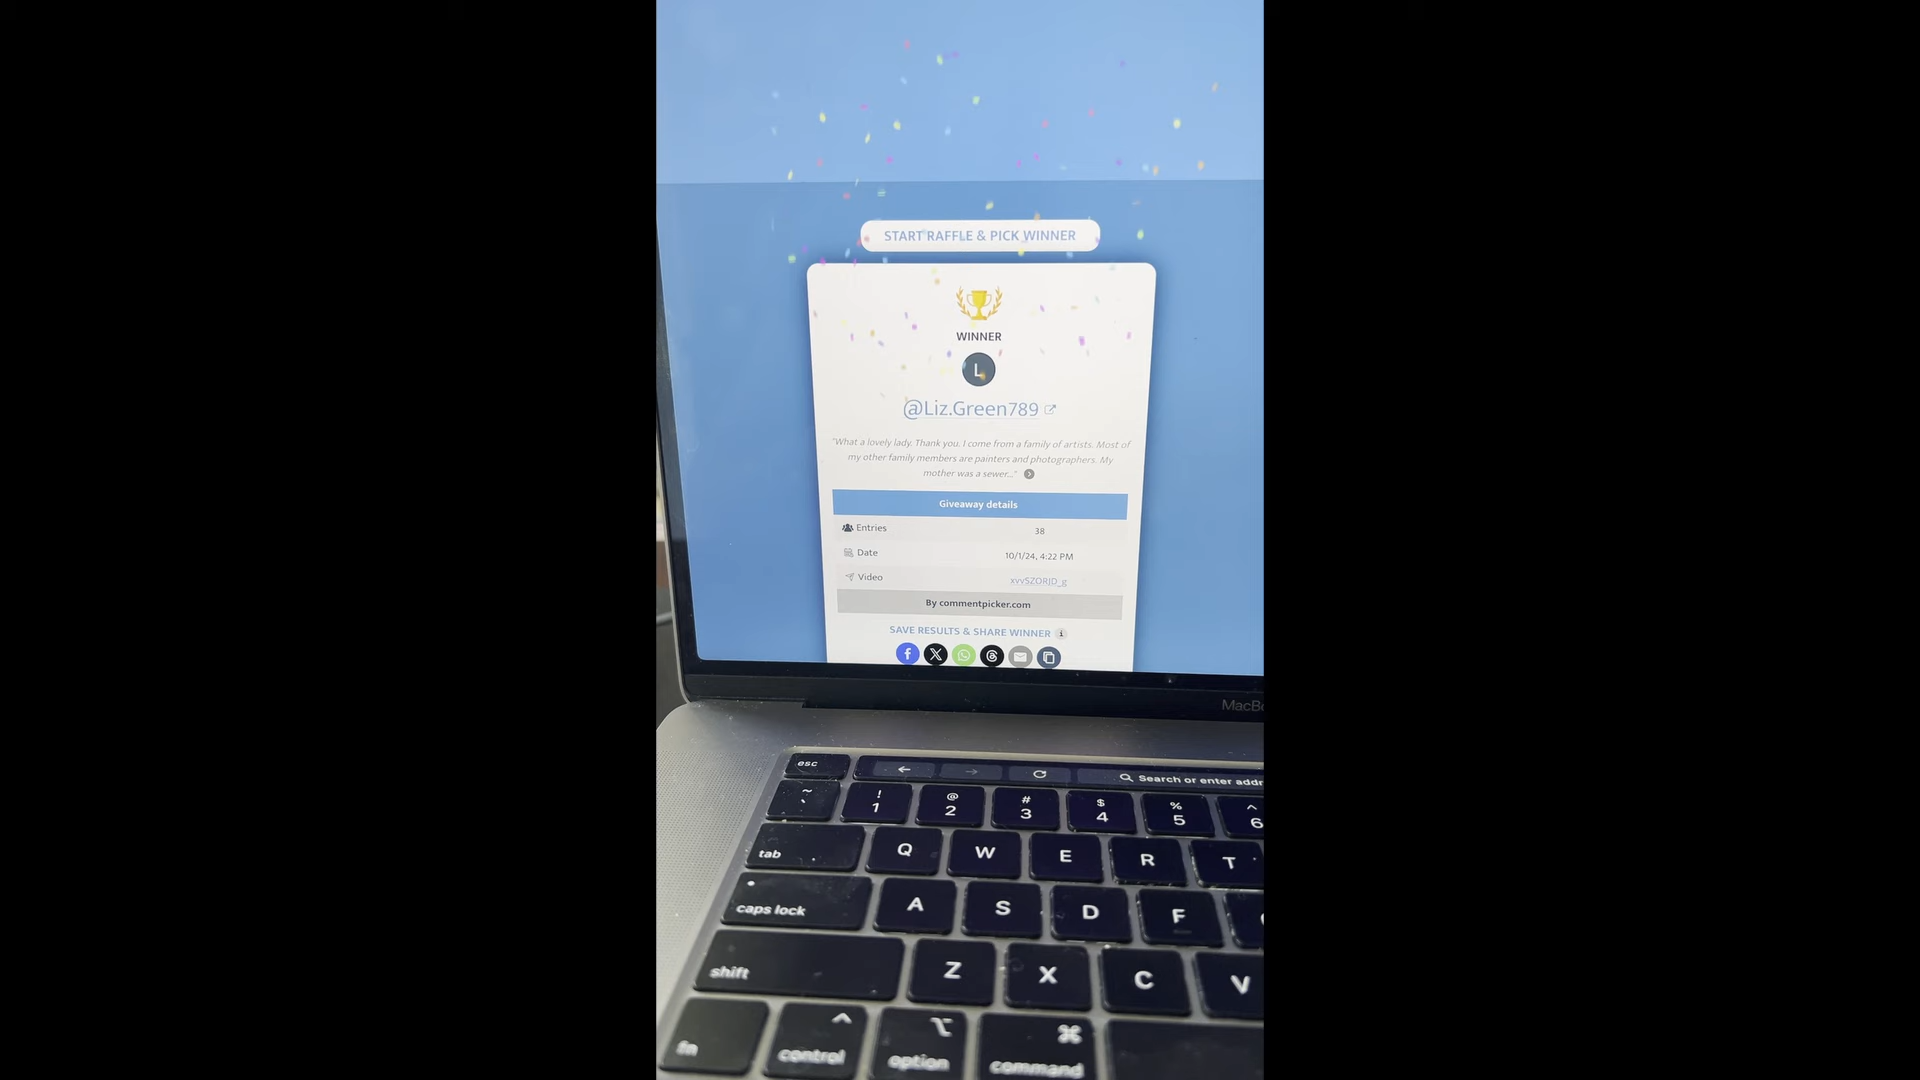 START RAFFLE & PICK WINNER
WINNER
L
@Liz.Green789
"What a lovely lady. Thank you. I come from a family of artists. Most of
my other family members are painters and photographers. My
mother was a sewer..."
Giveaway details
Entries 38
Date 10/1/24, 4:22 PM
Video xvvSZORJD_g
By commentpicker.com
SAVE RESULTS & SHARE WINNER i
MacBo
esc Search or enter addr
~ ` ! 1 @ 2 # 3 $ 4 % 5 ^ 6
tab Q W E R T
caps lock A S D F
shift Z X C V
fn control option command